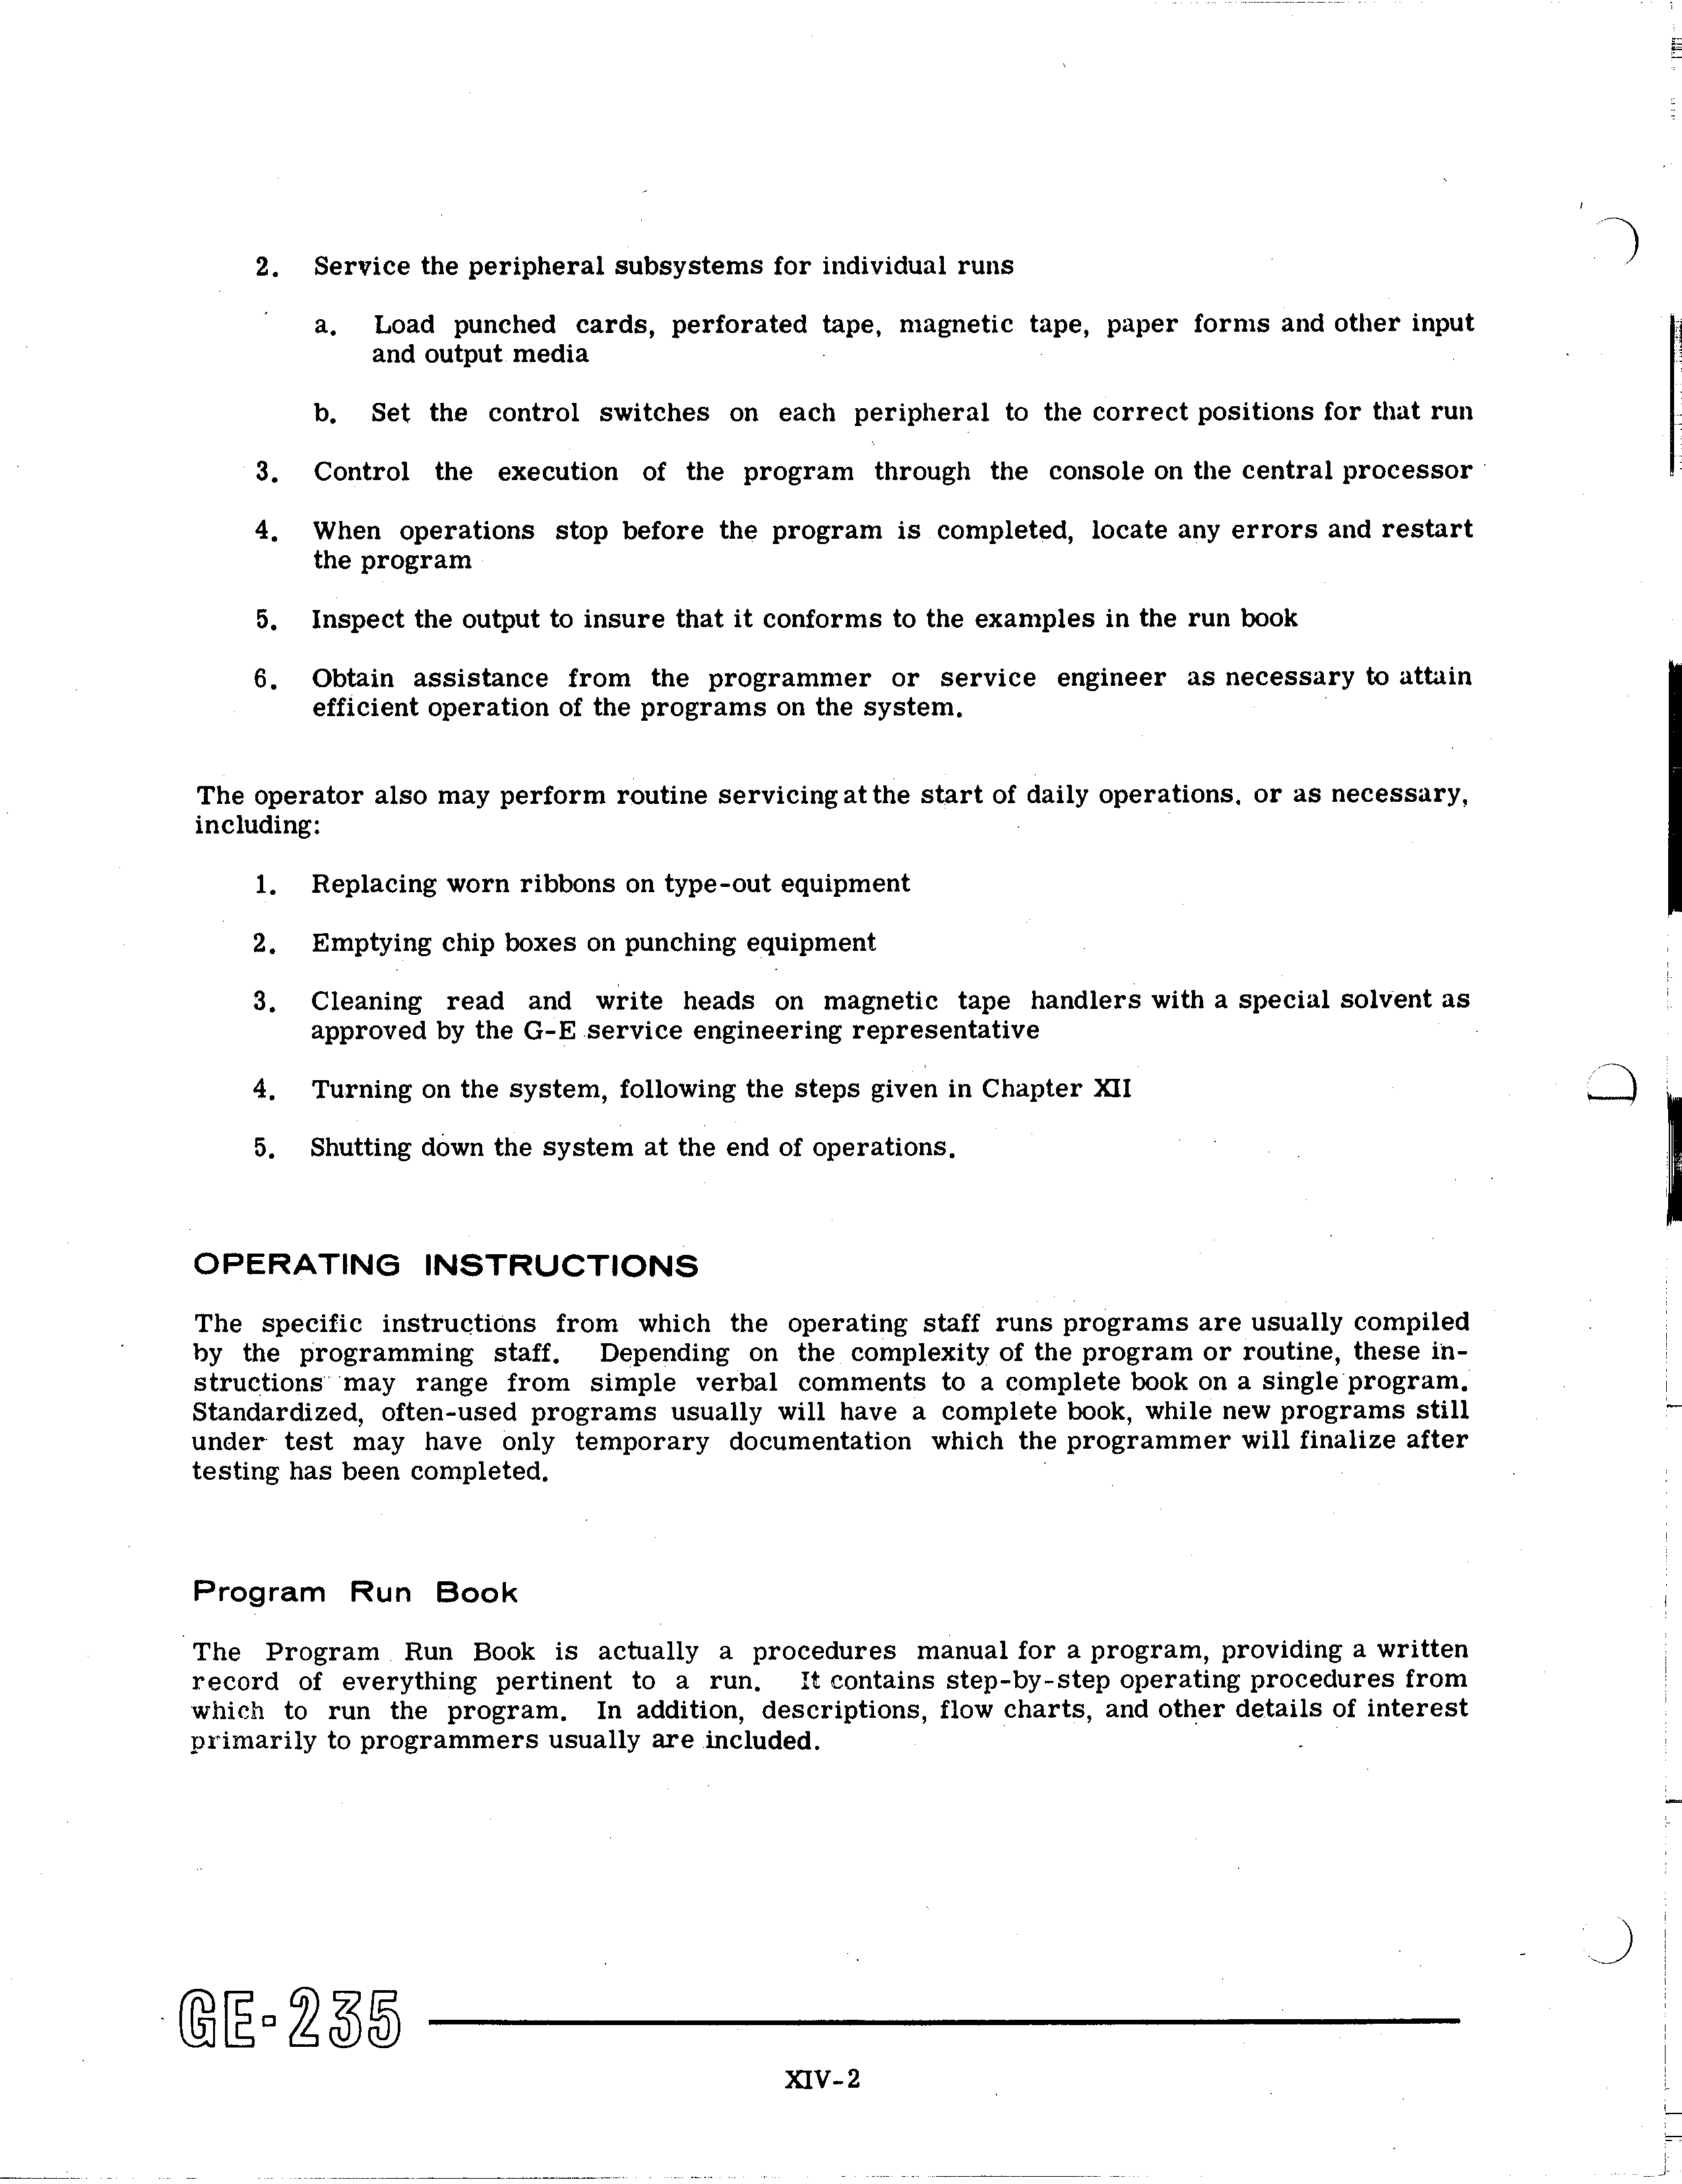 2. Service the peripheral subsystems for individual runs
a. Load punched cards, perforated tape, magnetic tape, paper forms and other input
and output media
b. Set the control switches on each peripheral to the correct positions for that run
3. Control the execution of the program through the console on the central processor
4. When operations stop before the program is completed, locate any errors and restart
the program
5. Inspect the output to insure that it conforms to the examples in the run book
6. Obtain assistance from the programmer or service engineer as necessary to attain
efficient operation of the programs on the system.
The operator also may perform routine servicing at the start of daily operations, or as necessary,
including:
1. Replacing worn ribbons on type-out equipment
2. Emptying chip boxes on punching equipment
3. Cleaning read and write heads on magnetic tape handlers with a special solvent as
approved by the G-E service engineering representative
4. Turning on the system, following the steps given in Chapter XII
5. Shutting down the system at the end of operations.
OPERATING INSTRUCTIONS
The specific instructions from which the operating staff runs programs are usually compiled
by the programming staff. Depending on the complexity of the program or routine, these in-
structions may range from simple verbal comments to a complete book on a single program.
Standardized, often-used programs usually will have a complete book, while new programs still
under test may have only temporary documentation which the programmer will finalize after
testing has been completed.
Program Run Book
The Program Run Book is actually a procedures manual for a program, providing a written
record of everything pertinent to a run. It contains step-by-step operating procedures from
which to run the program. In addition, descriptions, flow charts, and other details of interest
primarily to programmers usually are included.
GE-235
XIV-2